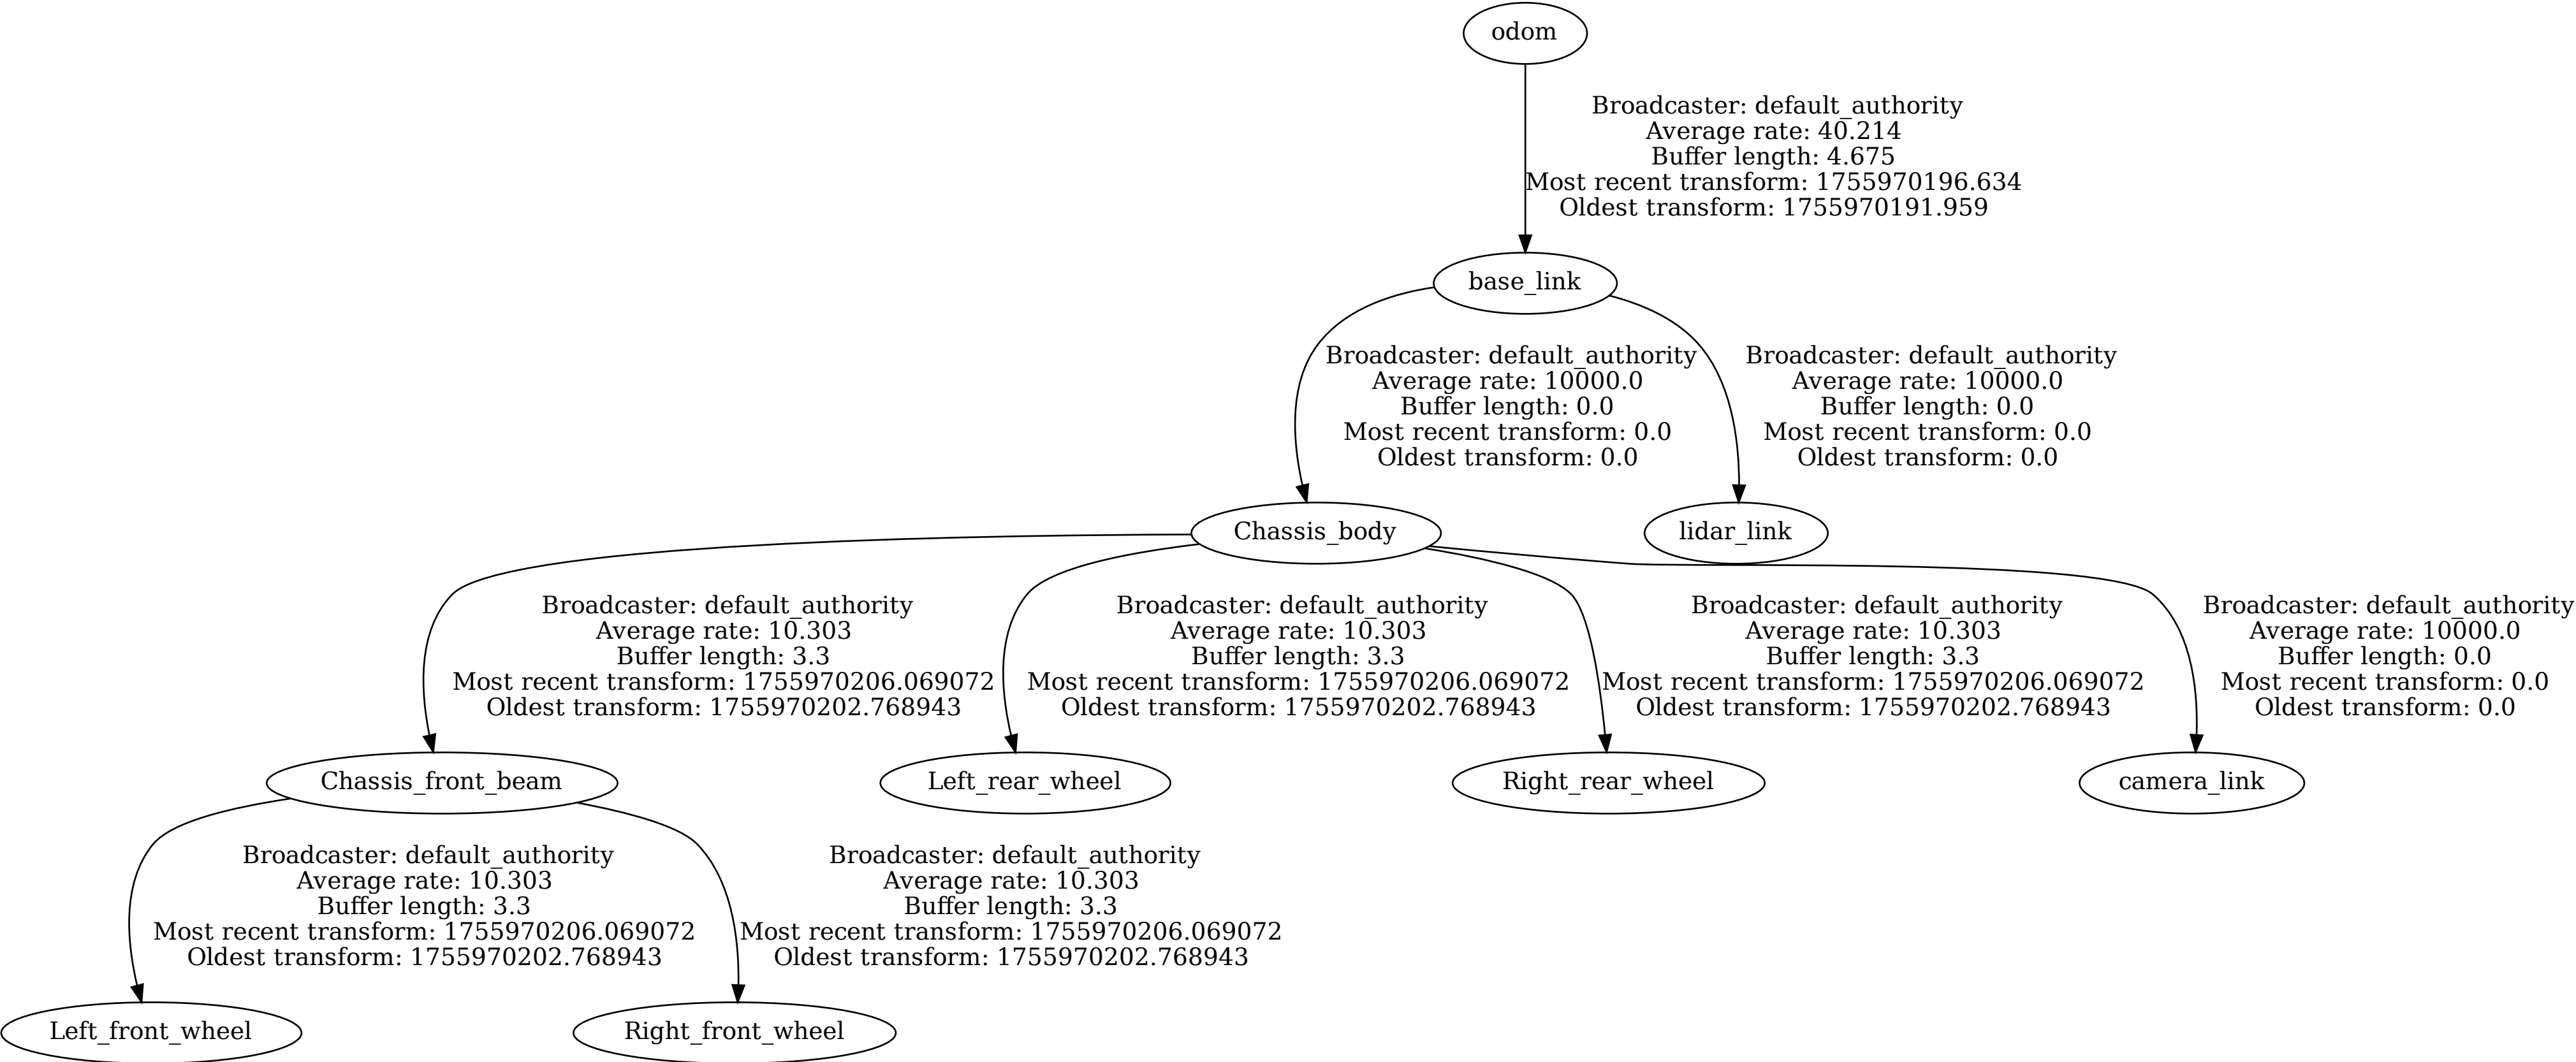 odom
Broadcaster: default_authority
Average rate: 40.214
Buffer length: 4.675
Most recent transform: 1755970196.634
Oldest transform: 1755970191.959
base_link
Broadcaster: default_authority
Average rate: 10000.0
Buffer length: 0.0
Most recent transform: 0.0
Oldest transform: 0.0
Broadcaster: default_authority
Average rate: 10000.0
Buffer length: 0.0
Most recent transform: 0.0
Oldest transform: 0.0
Chassis_body
lidar_link
Broadcaster: default_authority
Average rate: 10.303
Buffer length: 3.3
Most recent transform: 1755970206.069072
Oldest transform: 1755970202.768943
Broadcaster: default_authority
Average rate: 10.303
Buffer length: 3.3
Most recent transform: 1755970206.069072
Oldest transform: 1755970202.768943
Broadcaster: default_authority
Average rate: 10.303
Buffer length: 3.3
Most recent transform: 1755970206.069072
Oldest transform: 1755970202.768943
Broadcaster: default_authority
Average rate: 10000.0
Buffer length: 0.0
Most recent transform: 0.0
Oldest transform: 0.0
Chassis_front_beam
Left_rear_wheel
Right_rear_wheel
camera_link
Broadcaster: default_authority
Average rate: 10.303
Buffer length: 3.3
Most recent transform: 1755970206.069072
Oldest transform: 1755970202.768943
Broadcaster: default_authority
Average rate: 10.303
Buffer length: 3.3
Most recent transform: 1755970206.069072
Oldest transform: 1755970202.768943
Left_front_wheel
Right_front_wheel